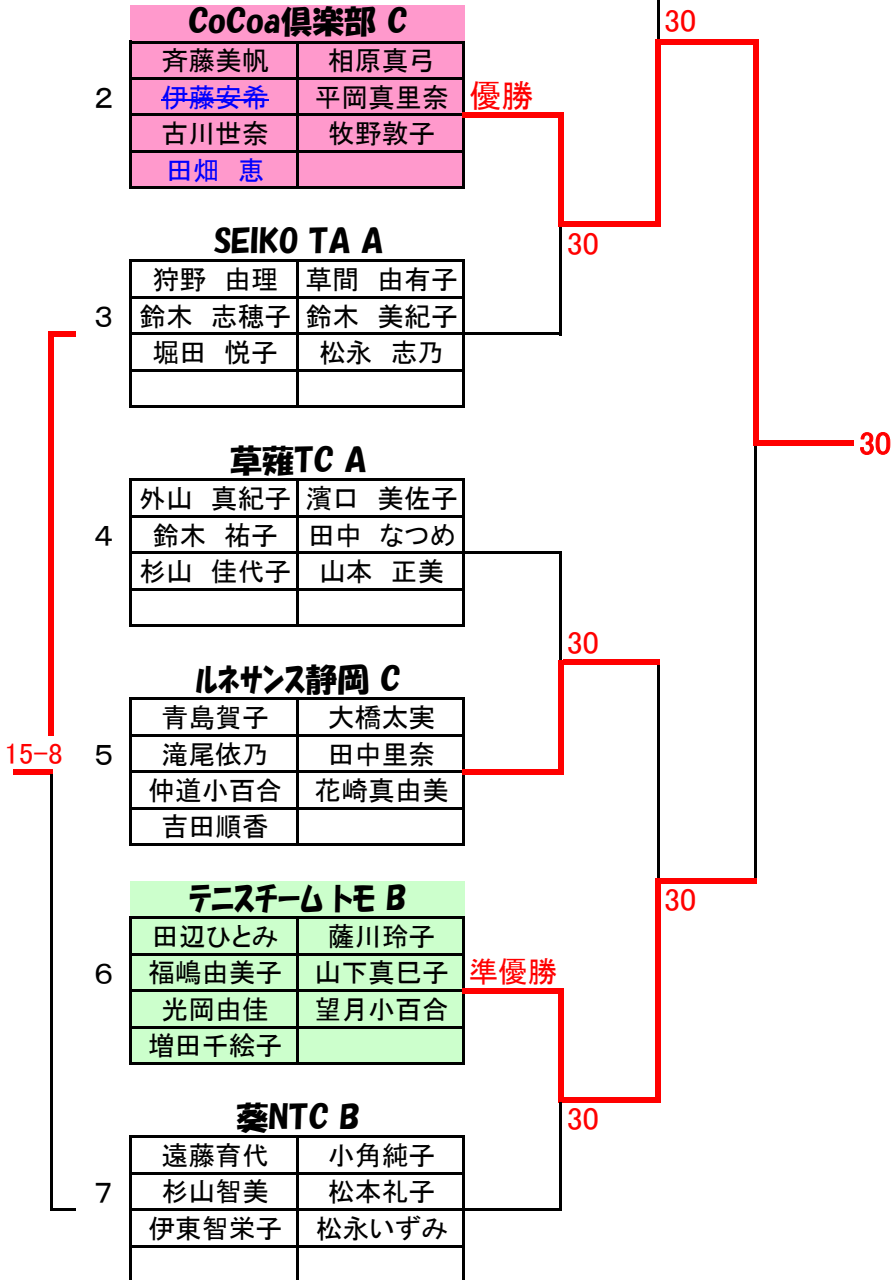 30
CoCoa倶楽部 C
斉藤美帆 相原真弓
2 伊藤安希 平岡真里奈 優勝
古川世奈 牧野敦子
田畑 恵
30
SEIKO TA A
狩野 由理 草間 由有子
3 鈴木 志穂子 鈴木 美紀子
堀田 悦子 松永 志乃
30
草薙TC A
外山 真紀子 濱口 美佐子
4 鈴木 祐子 田中 なつめ
杉山 佳代子 山本 正美
30
ルネサンス静岡 C
青島賀子 大橋太実
15-8 5 滝尾依乃 田中里奈
仲道小百合 花崎真由美
吉田順香
テニスチーム トモ B
30
田辺ひとみ 薩川玲子
6 福嶋由美子 山下真巳子 準優勝
光岡由佳 望月小百合
増田千絵子
30
葵NTC B
遠藤育代 小角純子
7 杉山智美 松本礼子
伊東智栄子 松永いずみ